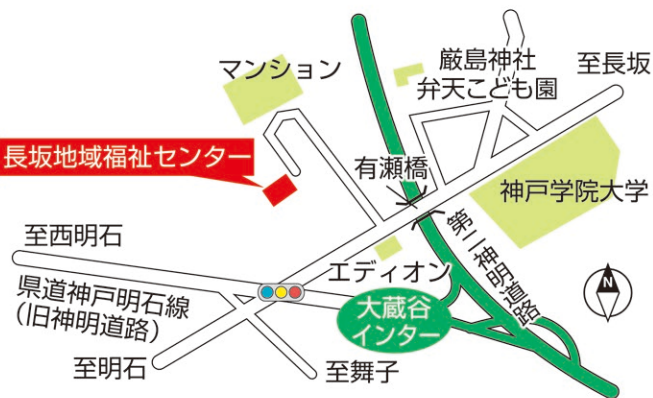 マンション
厳島神社
弁天こども園
至長坂
長坂地域福祉センター
有瀬橋
神戸学院大学
至西明石
県道神戸明石線
(旧神明道路)
エディオン
第二神明道路
大蔵谷
インター
N
至明石
至舞子